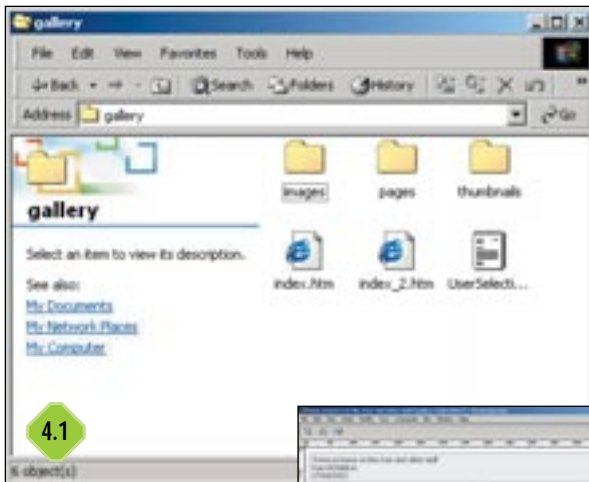 gallery
File Edit View Favorites Tools Help
Back Search Folders History
Address gallery Go
images pages thumbnails
gallery
Select an item to view its description.
index.htm index_2.htm UserSelecti...
See also:
My Documents
My Network Places
My Computer
4.1
6 object(s)